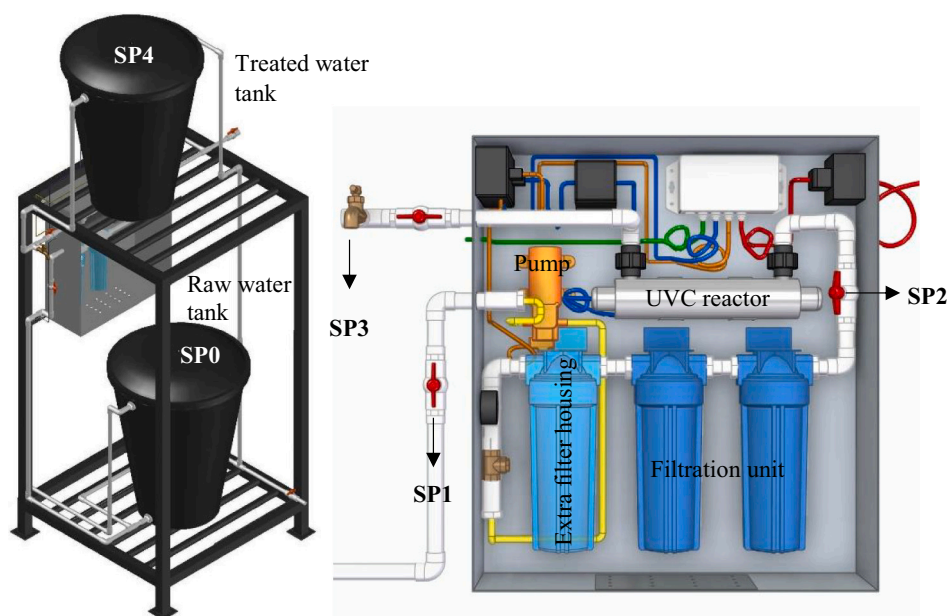 SP4
Treated water
tank
Raw water
tank
SP0
SP3
Pump
UVC reactor
SP2
SP1
Extra filter housing
Filtration unit